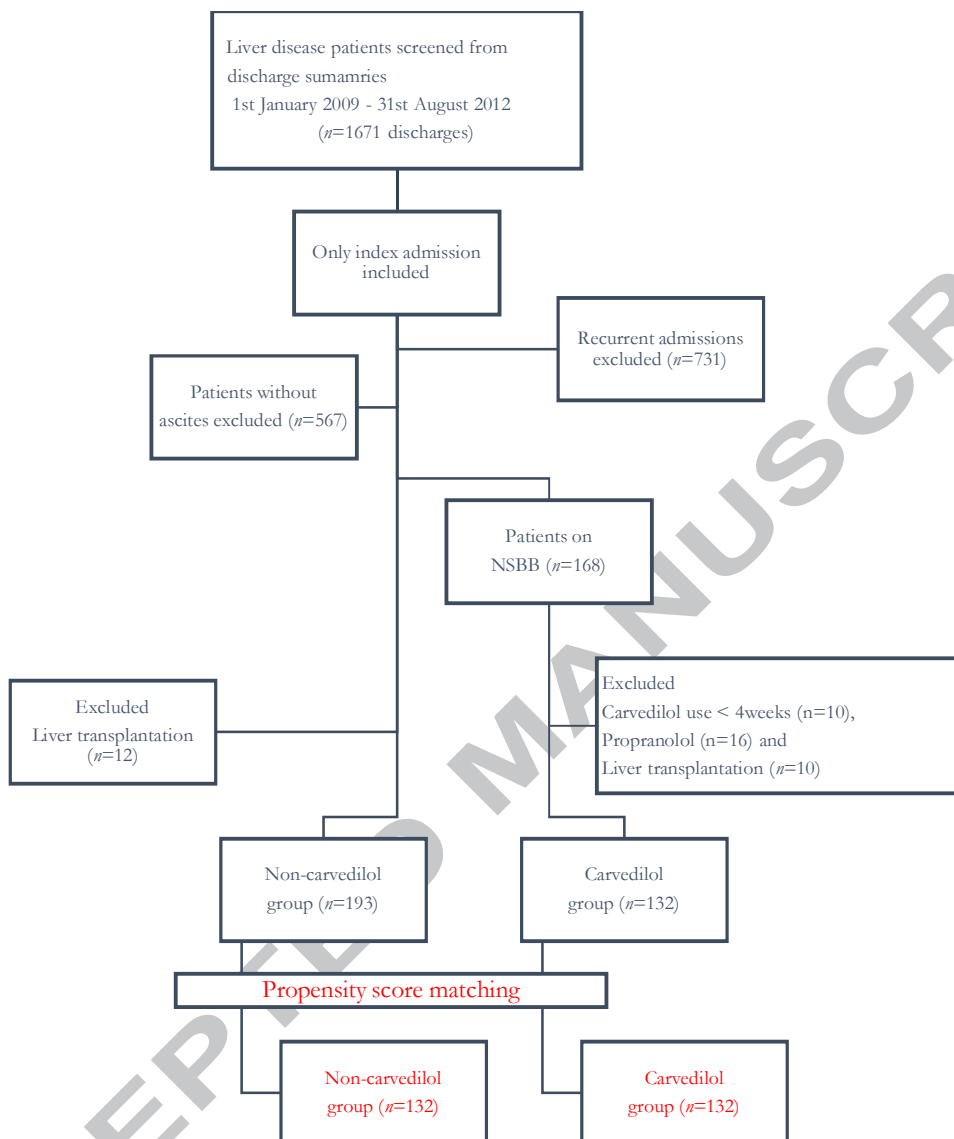 Liver disease patients screened from
discharge sumamries
1st January 2009 - 31st August 2012
(n=1671 discharges)
Only index admission
included
Recurrent admissions
excluded (n=731)
Patients without
ascites excluded (n=567)
Patients on
NSBB (n=168)
Excluded
Liver transplantation
(n=12)
Excluded
Carvedilol use < 4weeks (n=10),
Propranolol (n=16) and
Liver transplantation (n=10)
Non-carvedilol
group (n=193)
Carvedilol
group (n=132)
Propensity score matching
Non-carvedilol
group (n=132)
Carvedilol
group (n=132)
EPTED MANUSCR